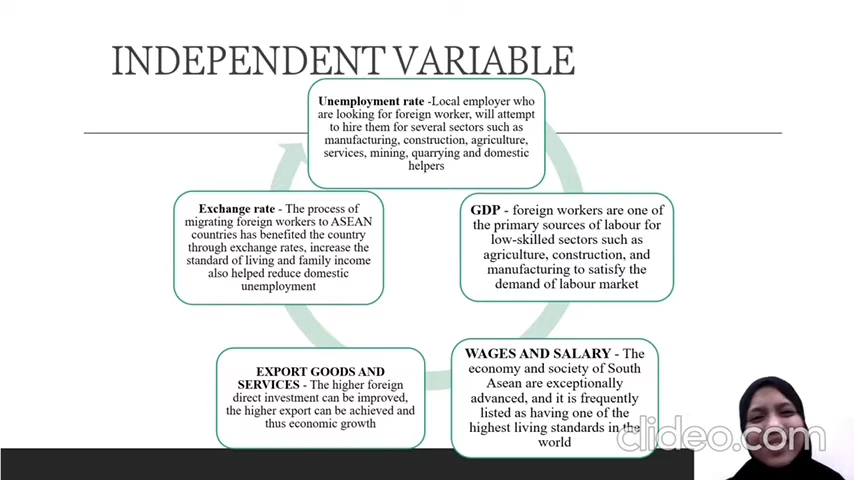 INDEPENDENT VARIABLE
Unemployment rate -Local employer who
are looking for foreign worker, will attempt
to hire them for several sectors such as
manufacturing, construction, agriculture,
services, mining, quarrying and domestic
helpers
GDP - foreign workers are one of
the primary sources of labour for
low-skilled sectors such as
agriculture, construction, and
manufacturing to satisfy the
demand of labour market
WAGES AND SALARY - The
economy and society of South
Asean are exceptionally
advanced, and it is frequently
listed as having one of the
highest living standards in the
world
EXPORT GOODS AND
SERVICES - The higher foreign
direct investment can be improved,
the higher export can be achieved and
thus economic growth
Exchange rate - The process of
migrating foreign workers to ASEAN
countries has benefited the country
through exchange rates, increase the
standard of living and family income
also helped reduce domestic
unemployment
clideo.com